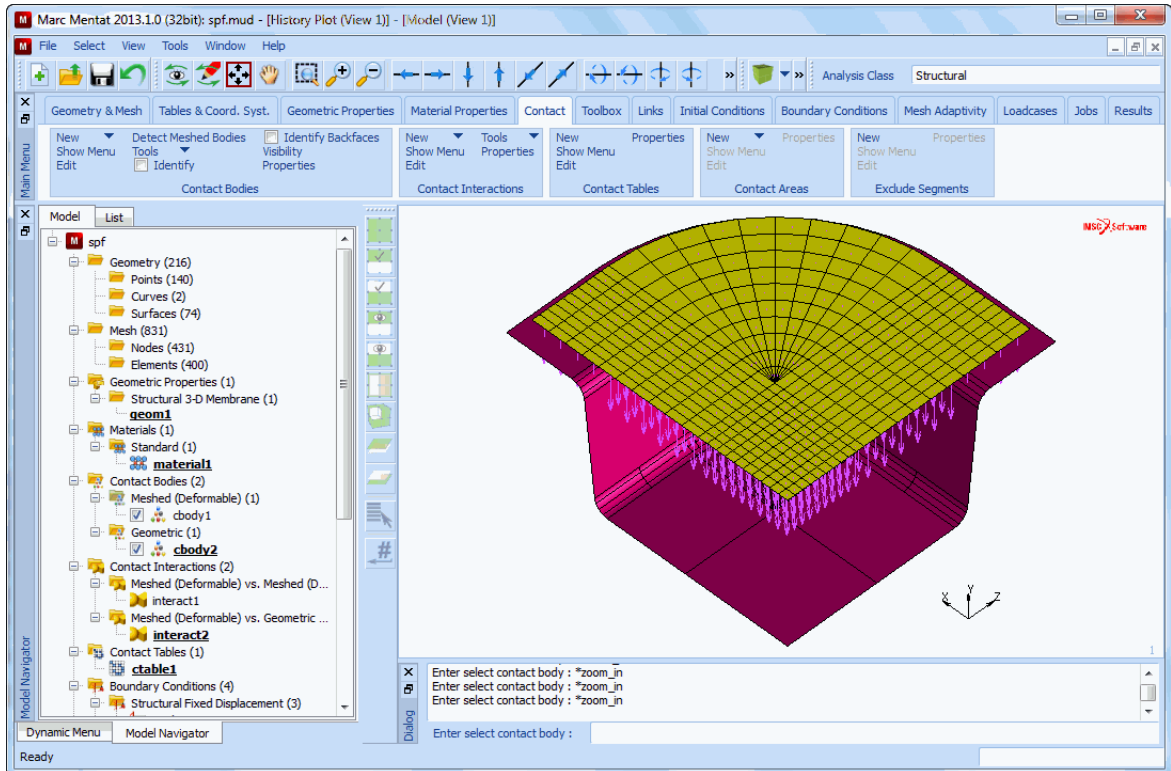 Marc Mentat 2013.1.0 (32bit): spf.mud - [History Plot (View 1)] - [Model (View 1)]
File Select View Tools Window Help
» » Analysis Class Structural
Main Menu
Geometry & Mesh Tables & Coord. Syst. Geometric Properties Material Properties Contact Toolbox Links Initial Conditions Boundary Conditions Mesh Adaptivity Loadcases Jobs Results
New Detect Meshed Bodies Identify Backfaces New Tools New Properties New Properties New Properties
Show Menu Tools Visibility Show Menu Properties Show Menu Show Menu Show Menu
Edit Identify Properties Edit Edit Edit Edit
Contact Bodies Contact Interactions Contact Tables Contact Areas Exclude Segments
Model Navigator
Model List
spf
Geometry (216)
Points (140)
Curves (2)
Surfaces (74)
Mesh (831)
Nodes (431)
Elements (400)
Geometric Properties (1)
Structural 3-D Membrane (1)
geom1
Materials (1)
Standard (1)
material1
Contact Bodies (2)
Meshed (Deformable) (1)
cbody1
Geometric (1)
cbody2
Contact Interactions (2)
Meshed (Deformable) vs. Meshed (D...
interact1
Meshed (Deformable) vs. Geometric ...
interact2
Contact Tables (1)
ctable1
Boundary Conditions (4)
Structural Fixed Displacement (3)
Dynamic Menu Model Navigator
#
MSC Software
X Y Z
1
Dialog
Enter select contact body : *zoom_in
Enter select contact body : *zoom_in
Enter select contact body : *zoom_in
Enter select contact body :
Ready